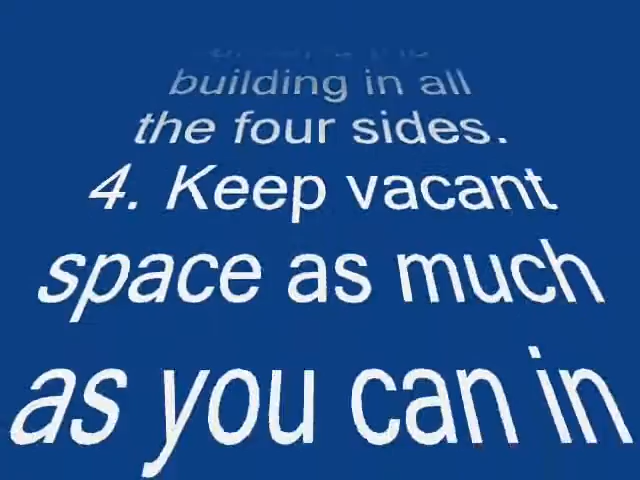 building in all
the four sides.
4. Keep vacant
space as much
as you can in